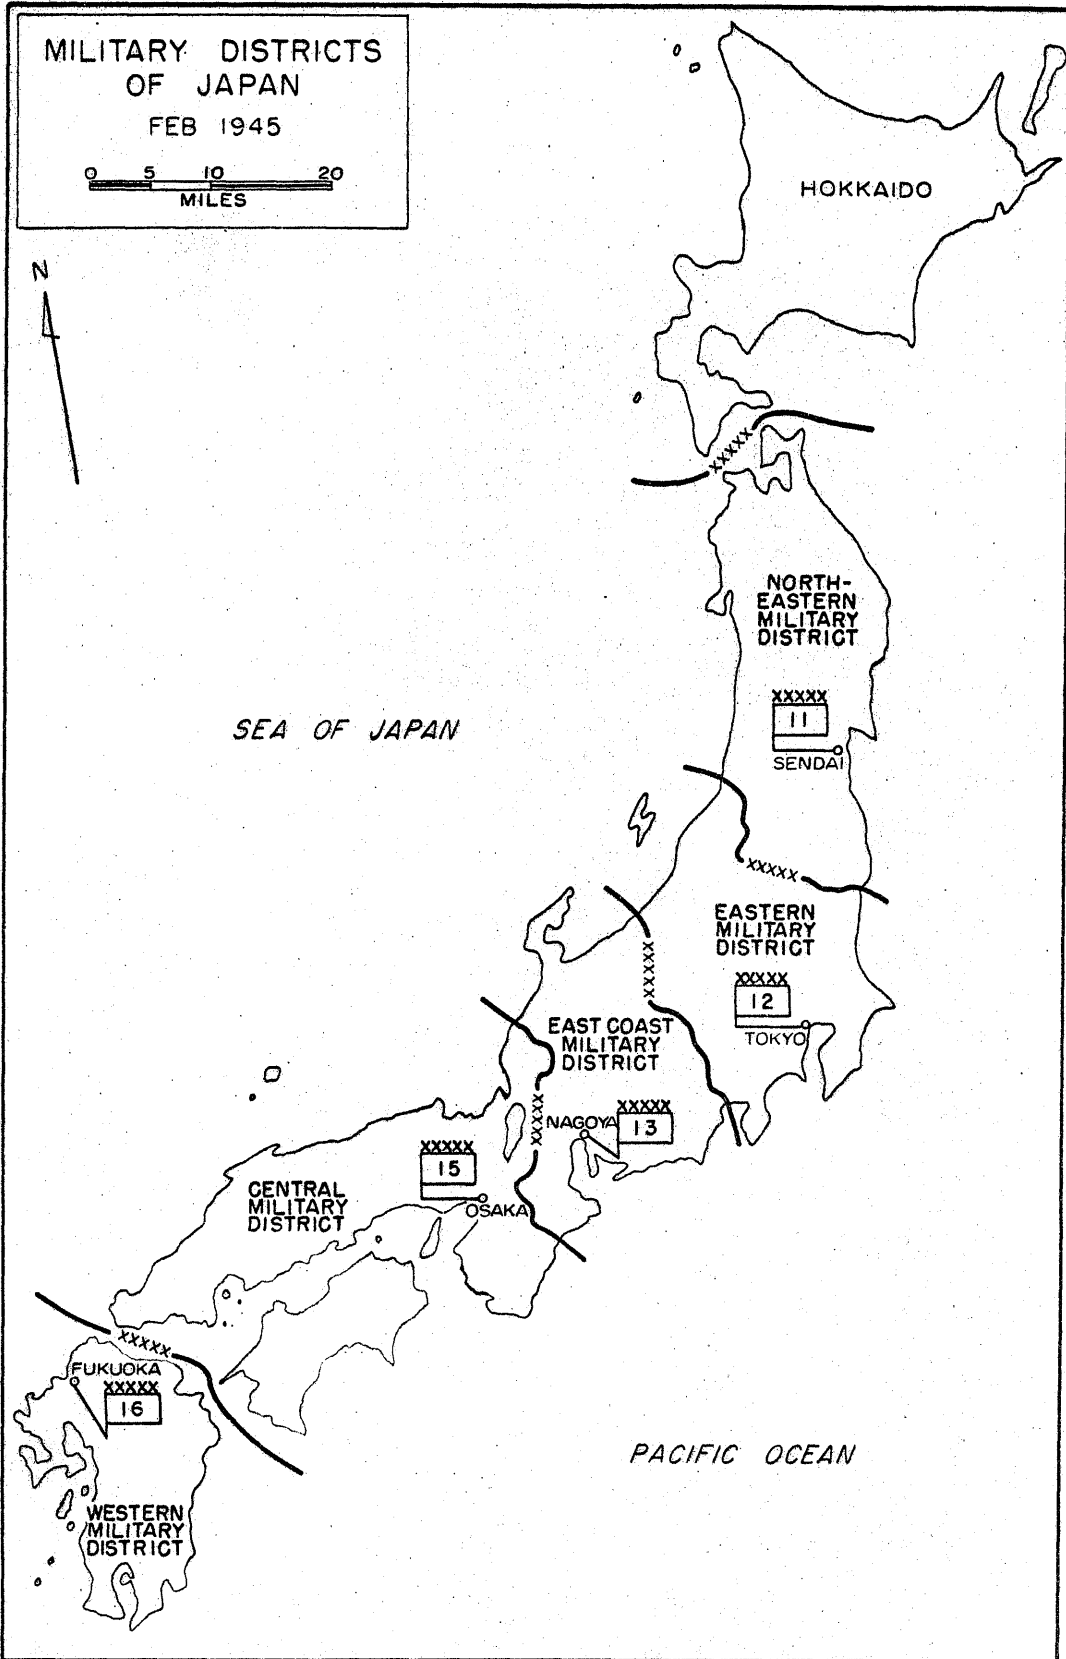 MILITARY DISTRICTS
OF JAPAN
FEB 1945
0 5 10 20
MILES
N
HOKKAIDO
XXXXX
NORTH-
EASTERN
MILITARY
DISTRICT
XXXXX
11
SENDAI
SEA OF JAPAN
XXXXX
EASTERN
MILITARY
DISTRICT
XXXXX
12
TOKYO
XXXXX
EAST COAST
MILITARY
DISTRICT
XXXXX
NAGOYA
13
XXXXX
XXXXX
15
OSAKA
CENTRAL
MILITARY
DISTRICT
XXXXX
FUKUOKA
XXXXX
16
PACIFIC OCEAN
WESTERN
MILITARY
DISTRICT